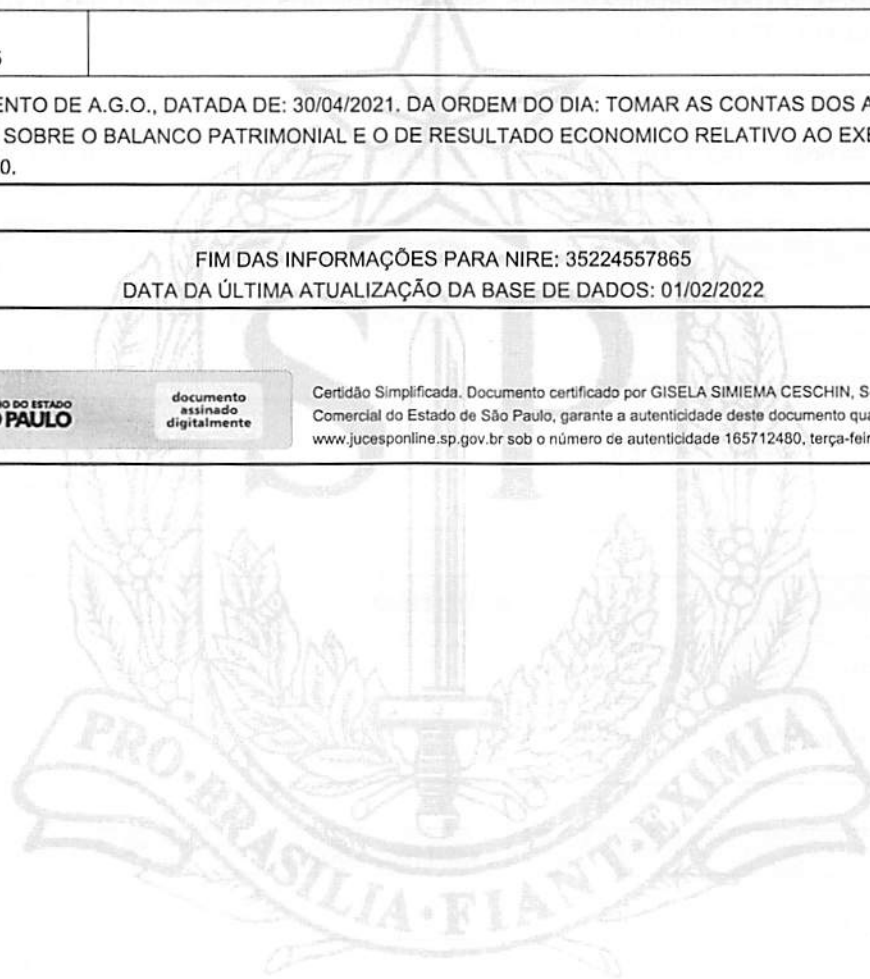 ENTO DE A.G.O., DATADA DE: 30/04/2021. DA ORDEM DO DIA: TOMAR AS CONTAS DOS A
SOBRE O BALANCO PATRIMONIAL E O DE RESULTADO ECONOMICO RELATIVO AO EXE
0.
FIM DAS INFORMAÇÕES PARA NIRE: 35224557865
DATA DA ÚLTIMA ATUALIZAÇÃO DA BASE DE DADOS: 01/02/2022
O DO ESTADO
PAULO
documento
assinado
digitalmente
Certidão Simplificada. Documento certificado por GISELA SIMIEMA CESCHIN, S
Comercial do Estado de São Paulo, garante a autenticidade deste documento qua
www.jucesponline.sp.gov.br sob o número de autenticidade 165712480, terça-feir
SP
PRO·BRASILIA·FIANT·EXIMIA